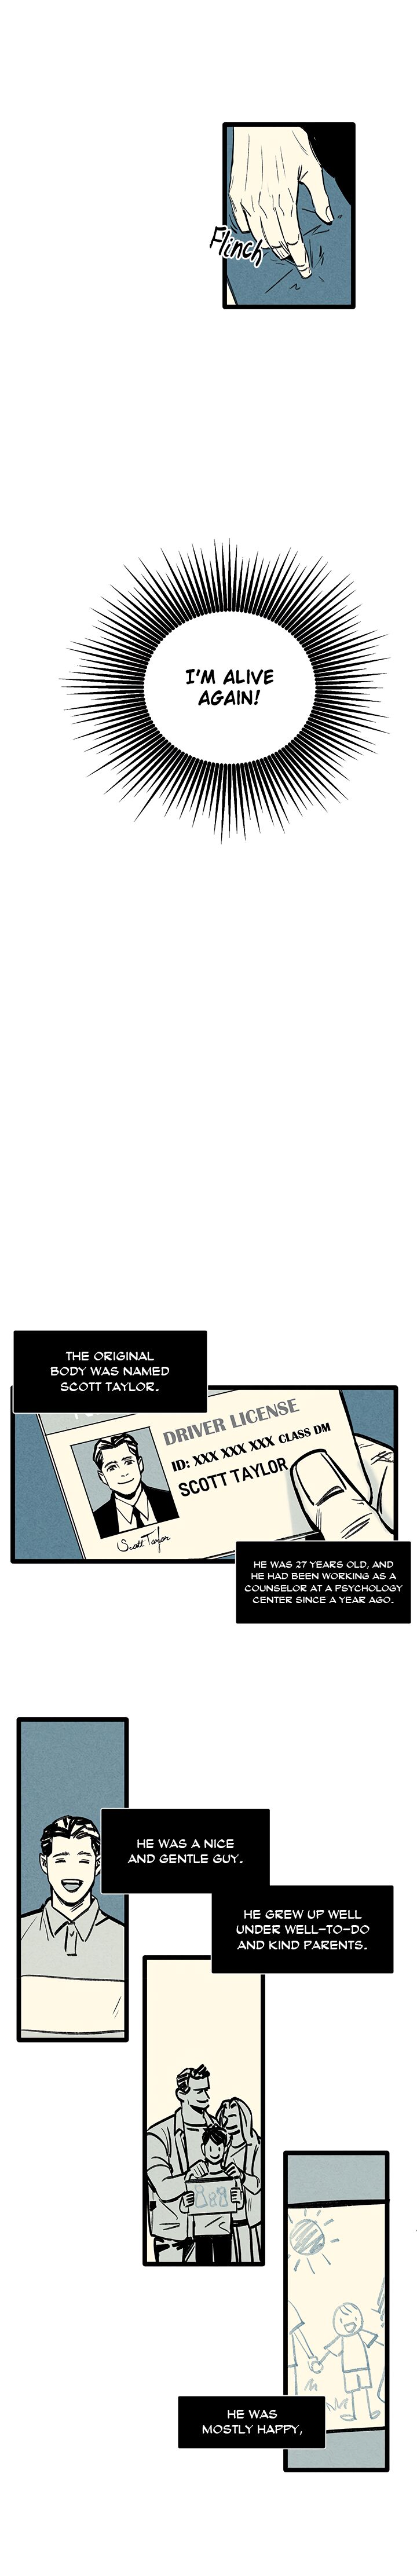 Flinch
I'M ALIVE
AGAIN!
THE ORIGINAL
BODY WAS NAMED
SCOTT TAYLOR.
DRIVER LICENSE
ID: XXX XXX XXX CLASS DM
SCOTT TAYLOR
Scott Taylor
HE WAS 27 YEARS OLD, AND
HE HAD BEEN WORKING AS A
COUNSELOR AT A PSYCHOLOGY
CENTER SINCE A YEAR AGO.
HE WAS A NICE
AND GENTLE GUY.
HE GREW UP WELL
UNDER WELL-TO-DO
AND KIND PARENTS.
HE WAS
MOSTLY HAPPY,